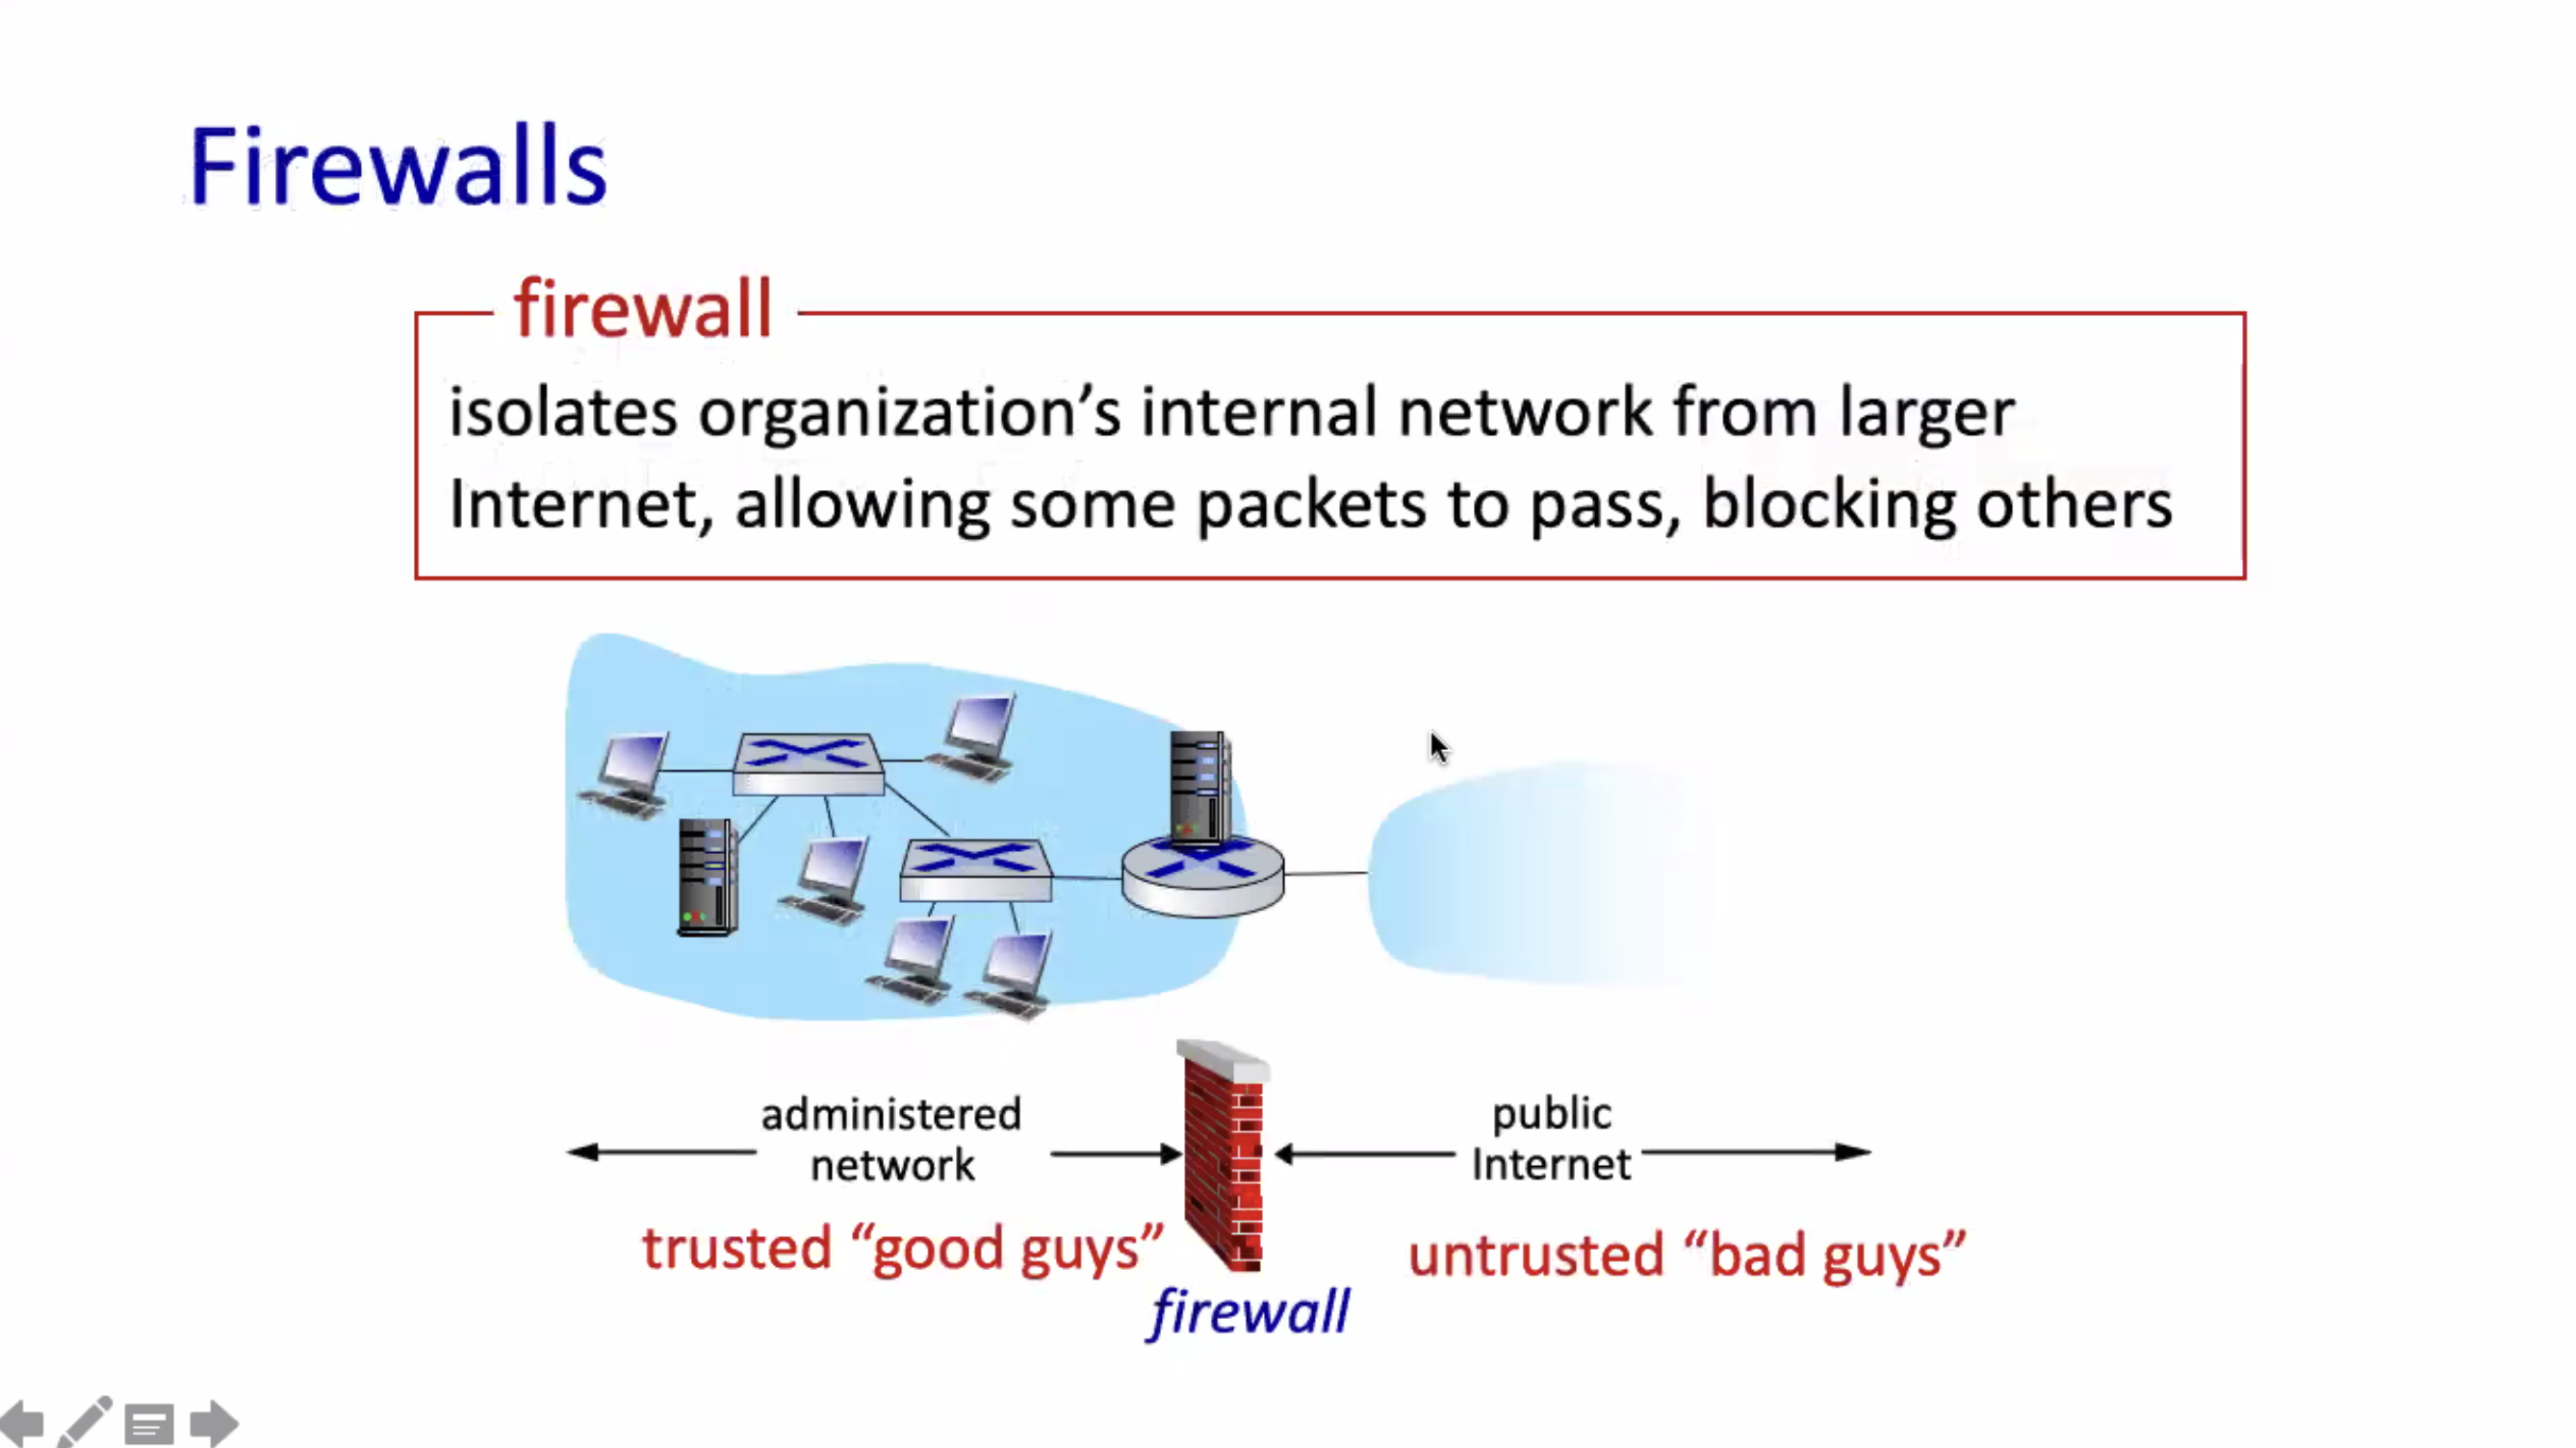 Firewalls
firewall
isolates organization’s internal network from larger
Internet, allowing some packets to pass, blocking others
administered
network
public
Internet
trusted “good guys”
untrusted “bad guys”
firewall